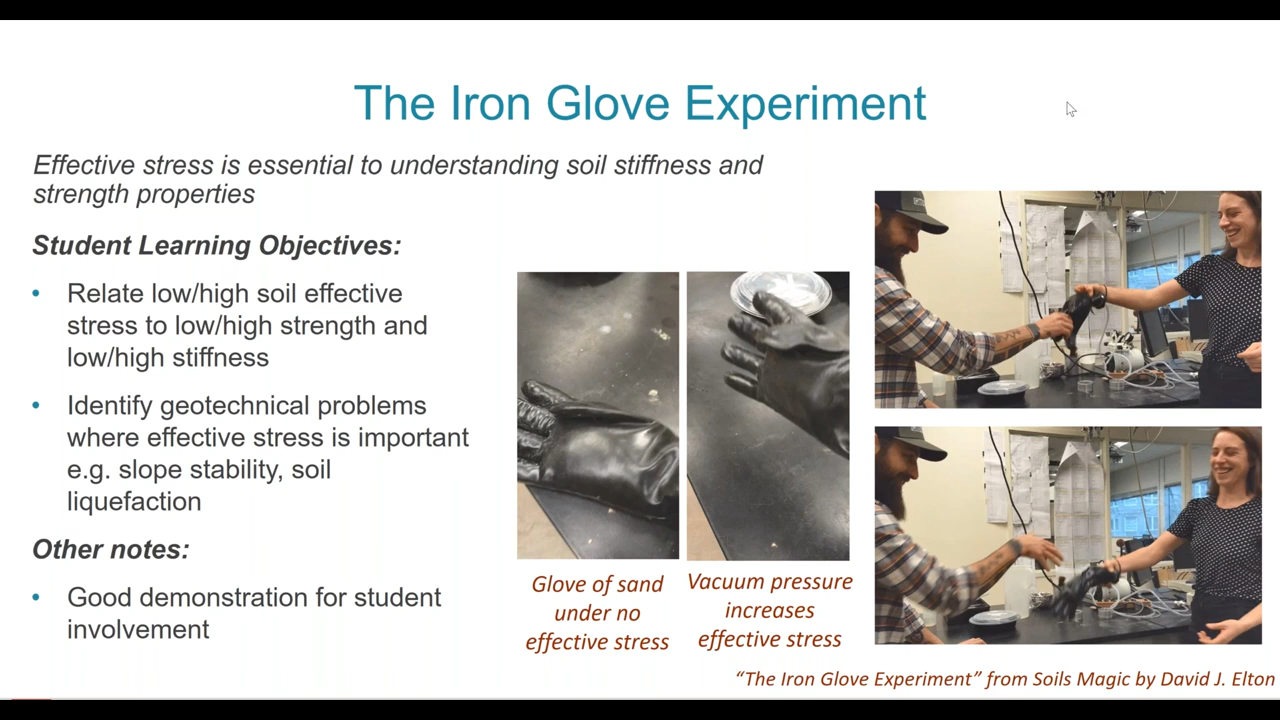 The Iron Glove Experiment
Effective stress is essential to understanding soil stiffness and
strength properties
Student Learning Objectives:
• Relate low/high soil effective
stress to low/high strength and
low/high stiffness
• Identify geotechnical problems
where effective stress is important
e.g. slope stability, soil
liquefaction
Other notes:
• Good demonstration for student
involvement
Glove of sand
under no
effective stress
Vacuum pressure
increases
effective stress
“The Iron Glove Experiment” from Soils Magic by David J. Elton